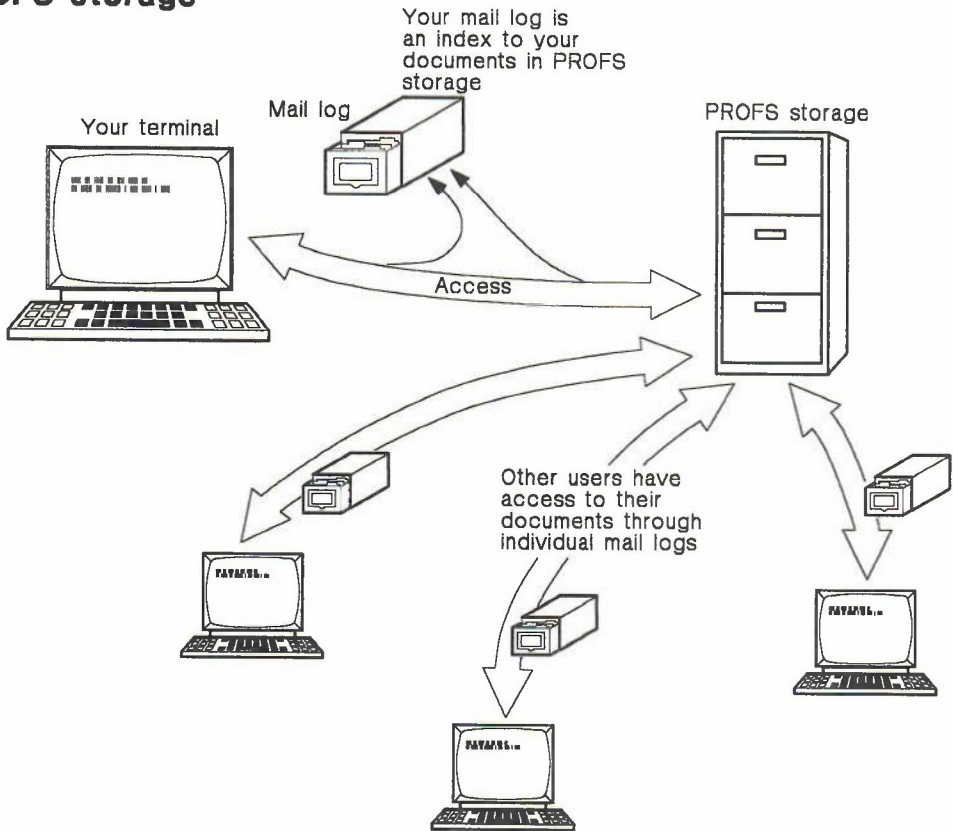 storage
Your mail log is
an index to your
documents in PROFS
storage
Mail log
PROFS storage
Your terminal
Access
Other users have
access to their
documents through
individual mail logs